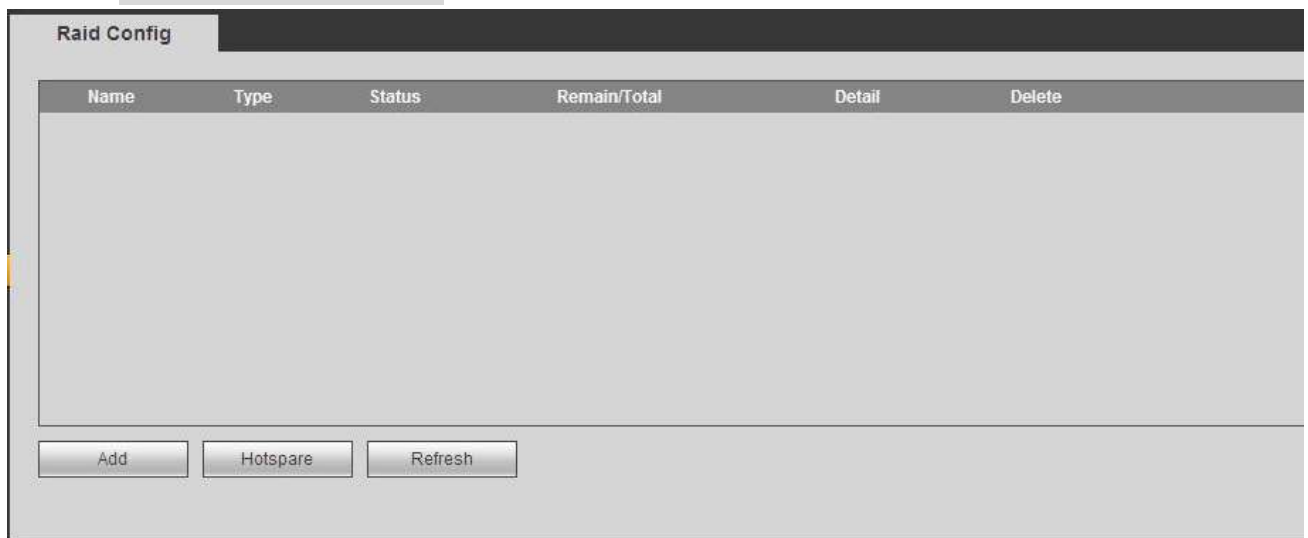 Raid Config
Name Type Status Remain/Total Detail Delete
Add Hotspare Refresh